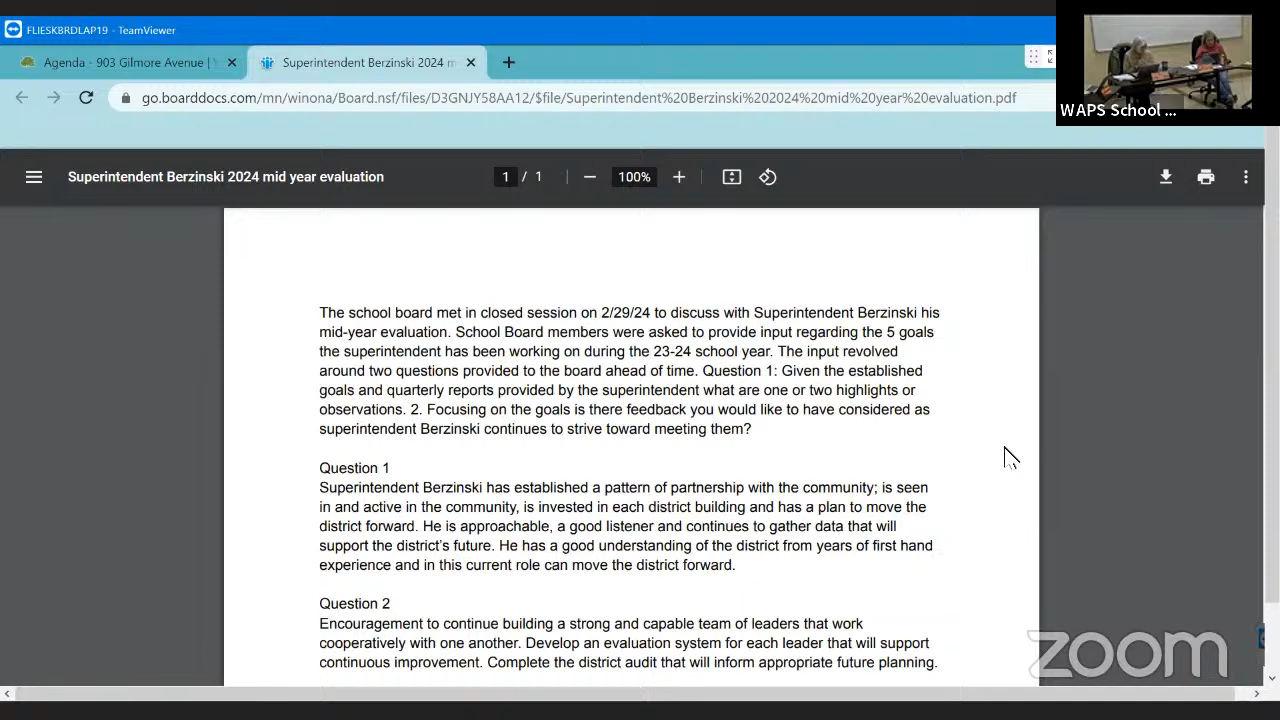 FLIESKBRDLAP19 - TeamViewer
Agenda - 903 Gilmore Avenue |
Superintendent Berzinski 2024 m
go.boarddocs.com/mn/winona/Board.nsf/files/D3GNJY58AA12/$file/Superintendent%20Berzinski%202024%20mid%20year%20evaluation.pdf
WAPS School ...
Superintendent Berzinski 2024 mid year evaluation
1 / 1
100%
The school board met in closed session on 2/29/24 to discuss with Superintendent Berzinski his
mid-year evaluation. School Board members were asked to provide input regarding the 5 goals
the superintendent has been working on during the 23-24 school year. The input revolved
around two questions provided to the board ahead of time. Question 1: Given the established
goals and quarterly reports provided by the superintendent what are one or two highlights or
observations. 2. Focusing on the goals is there feedback you would like to have considered as
superintendent Berzinski continues to strive toward meeting them?
Question 1
Superintendent Berzinski has established a pattern of partnership with the community; is seen
in and active in the community, is invested in each district building and has a plan to move the
district forward. He is approachable, a good listener and continues to gather data that will
support the district's future. He has a good understanding of the district from years of first hand
experience and in this current role can move the district forward.
Question 2
Encouragement to continue building a strong and capable team of leaders that work
cooperatively with one another. Develop an evaluation system for each leader that will support
continuous improvement. Complete the district audit that will inform appropriate future planning.
zoom